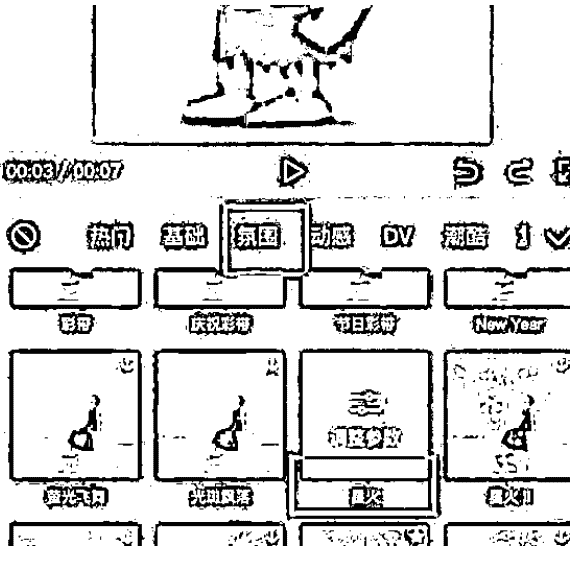 00:03 / 00:07
热门 基础 氛围 动感 DV 潮酷
彩带 庆祝彩带 节日彩带 New Year
调整参数
萤光飞舞 光斑飘落 星火 星火 II